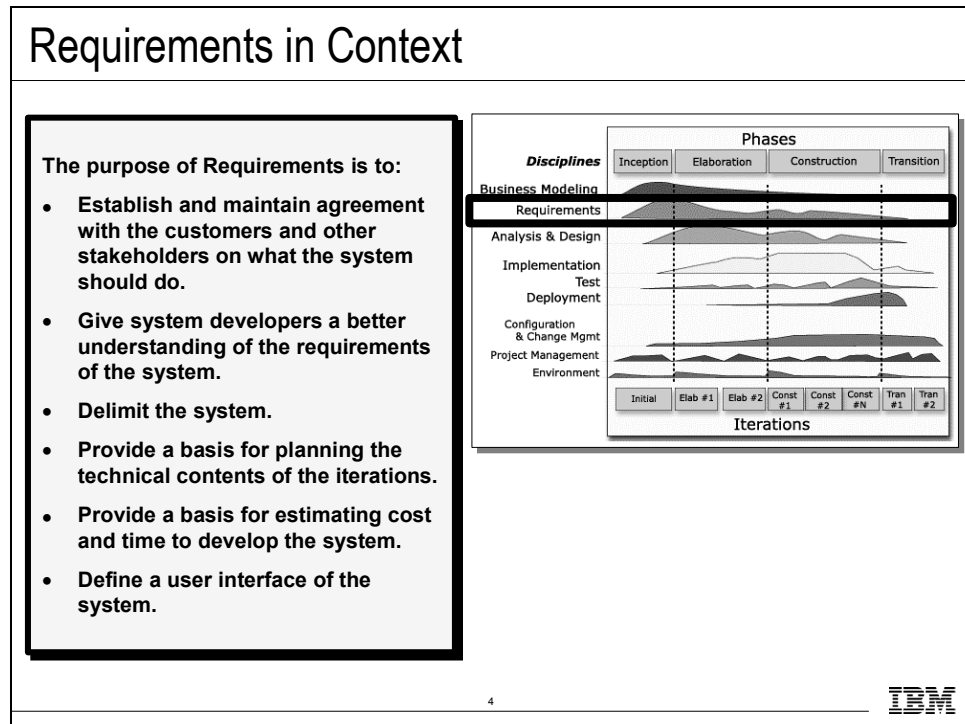 Requirements in Context
The purpose of Requirements is to:
• Establish and maintain agreement
with the customers and other
stakeholders on what the system
should do.
• Give system developers a better
understanding of the requirements
of the system.
• Delimit the system.
• Provide a basis for planning the
technical contents of the iterations.
• Provide a basis for estimating cost
and time to develop the system.
• Define a user interface of the
system.
Phases
Disciplines Inception Elaboration Construction Transition
Business Modeling
Requirements
Analysis & Design
Implementation
Test
Deployment
Configuration
& Change Mgmt
Project Management
Environment
Initial Elab #1 Elab #2 Const #1 Const #2 Const #N Tran #1 Tran #2
Iterations
4
IBM